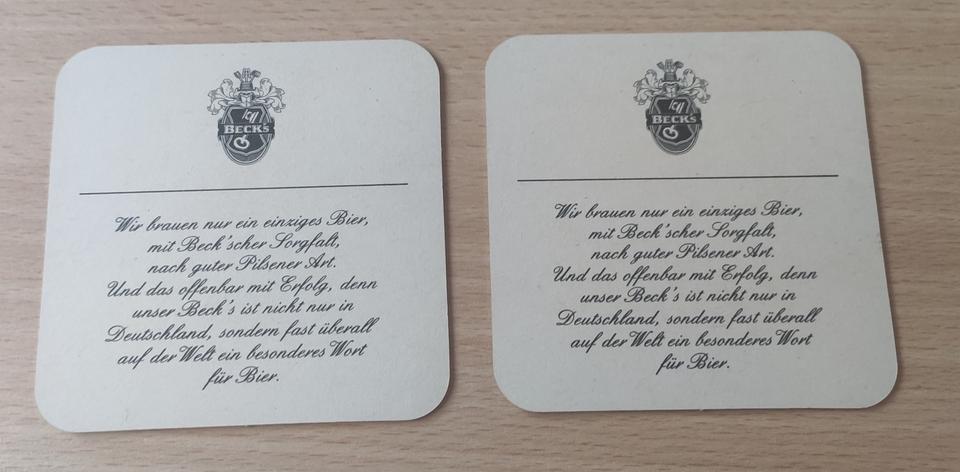 BECK'S
Wir brauen nur ein einziges Bier,
mit Beck'scher Sorgfalt,
nach guter Pilsener Art.
Und das offenbar mit Erfolg, denn
unser Beck's ist nicht nur in
Deutschland, sondern fast überall
auf der Welt ein besonderes Wort
für Bier.
BECK'S
Wir brauen nur ein einziges Bier,
mit Beck'scher Sorgfalt,
nach guter Pilsener Art.
Und das offenbar mit Erfolg, denn
unser Beck's ist nicht nur in
Deutschland, sondern fast überall
auf der Welt ein besonderes Wort
für Bier.